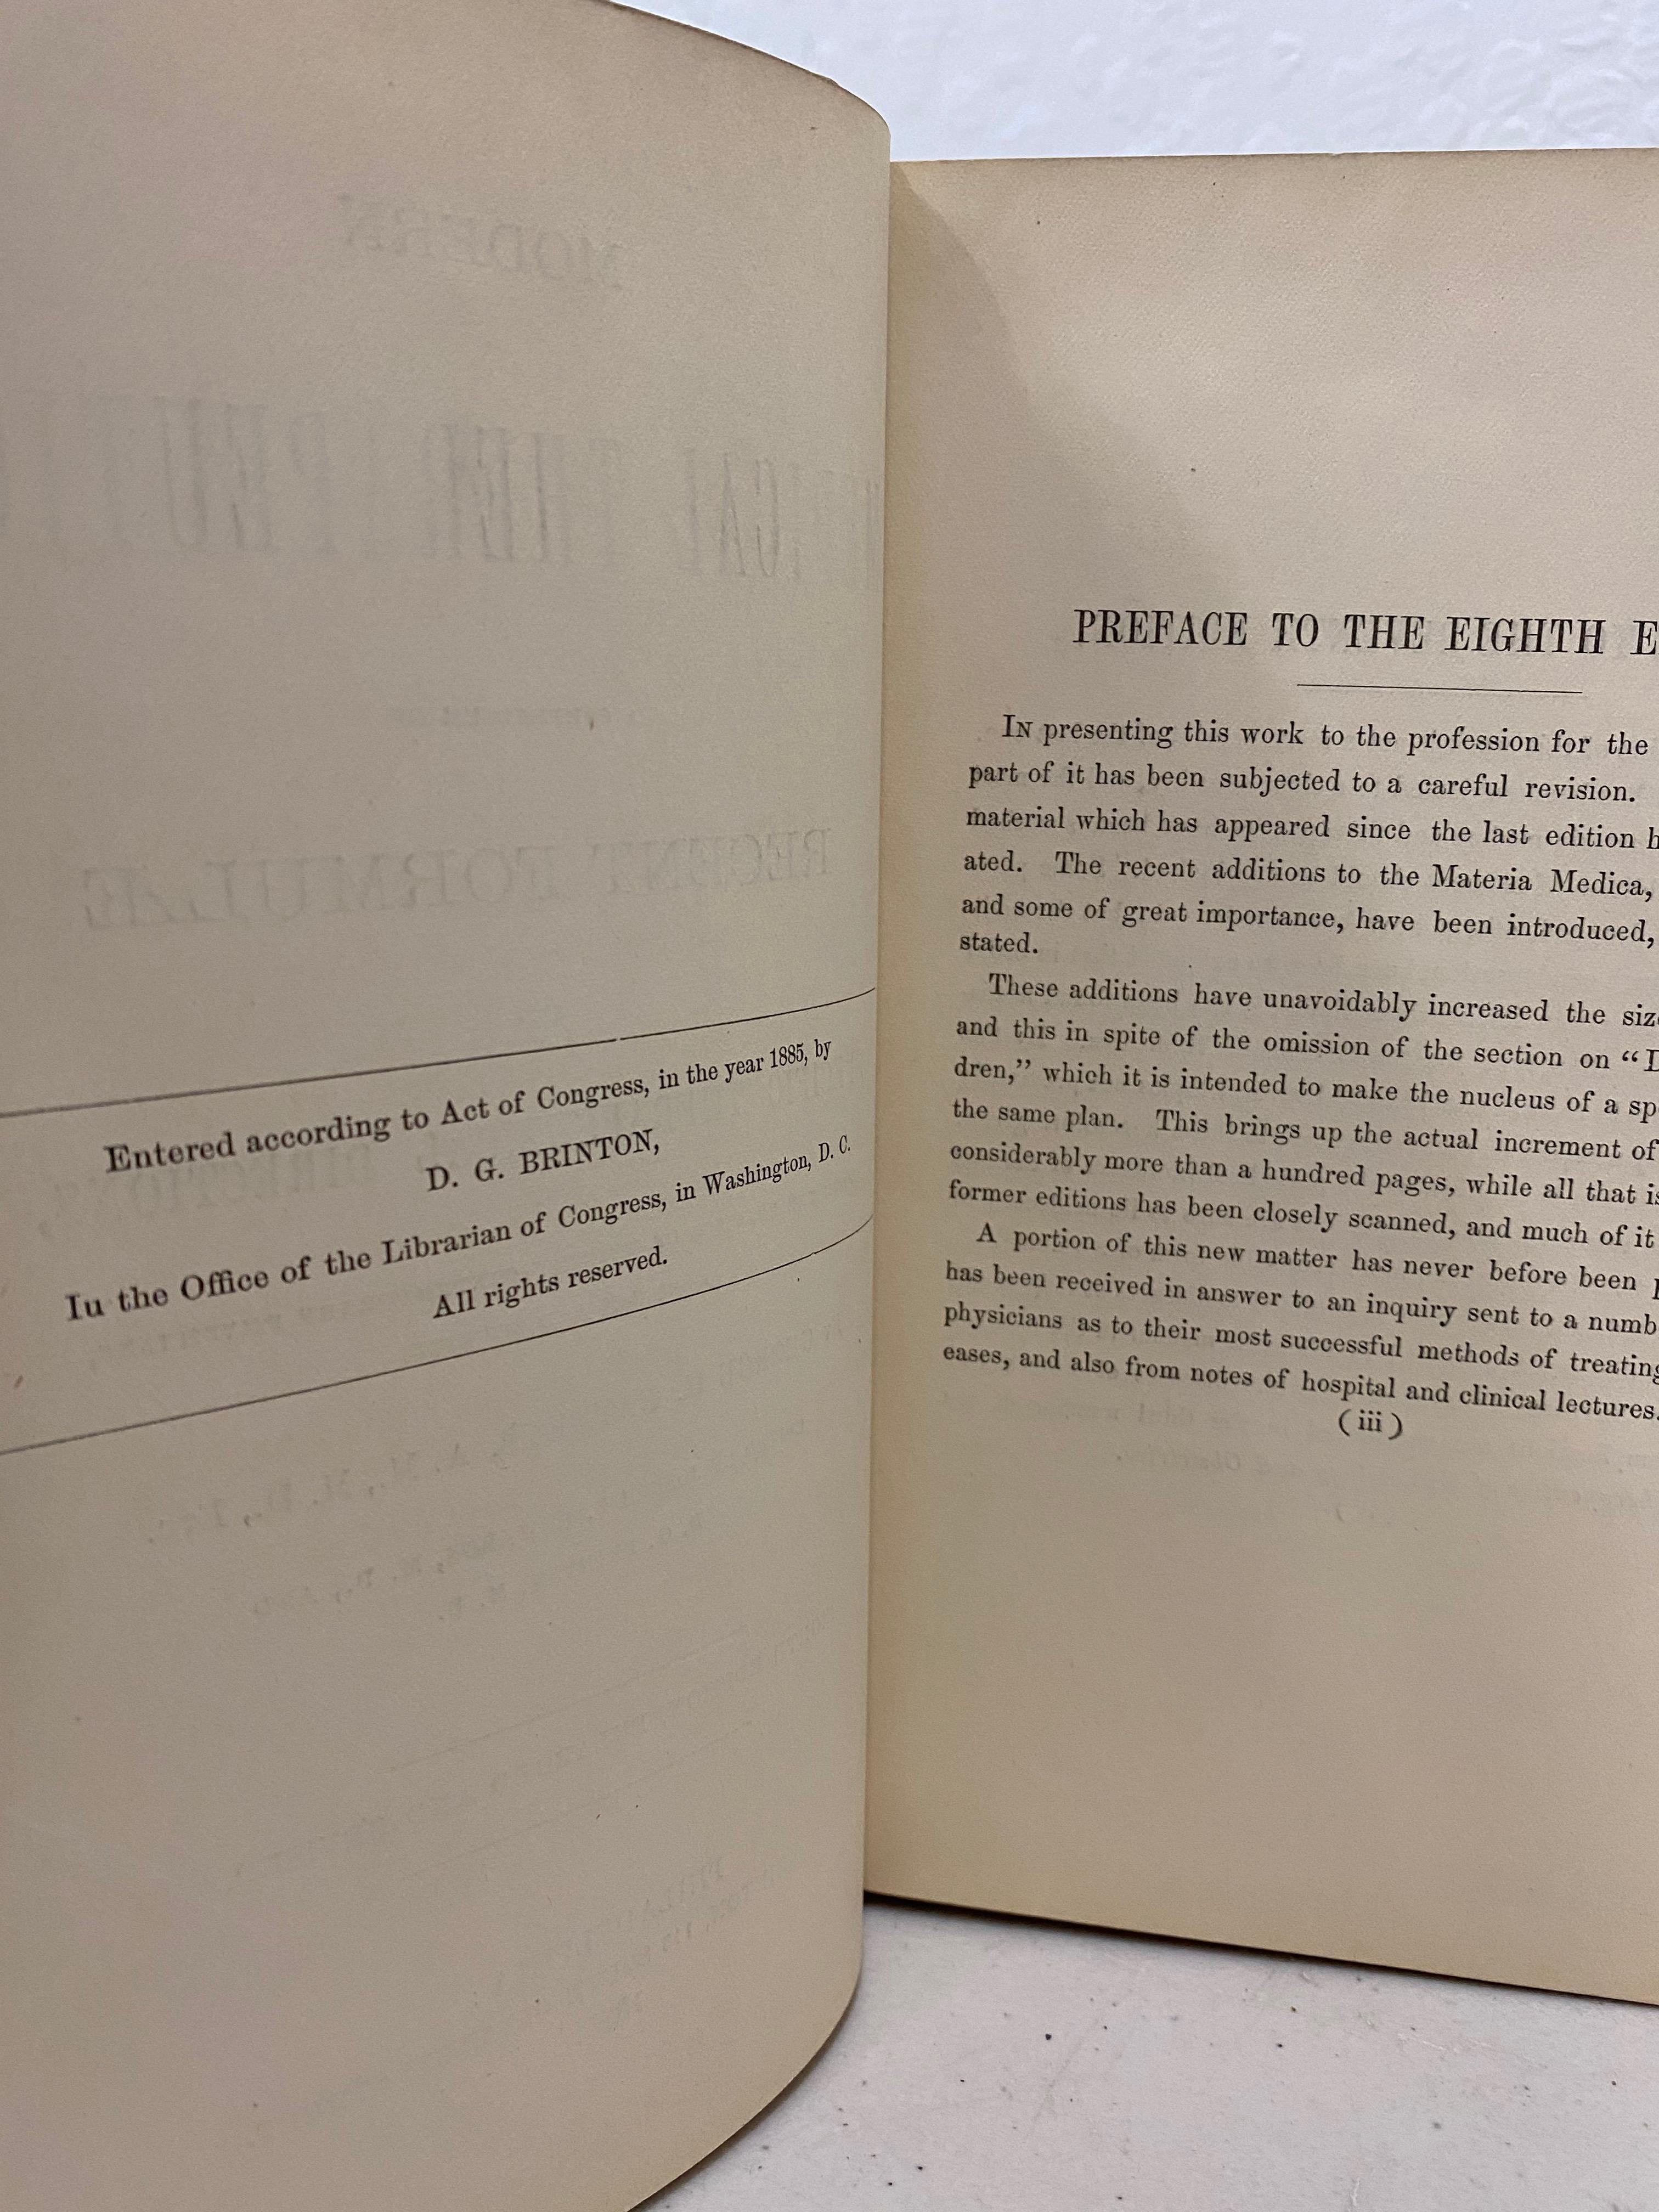 Entered according to Act of Congress, in the year 1885, by
D. G. BRINTON,
Iu the Office of the Librarian of Congress, in Washington, D. C.
All rights reserved.
PREFACE TO THE EIGHTH E
IN presenting this work to the profession for the
part of it has been subjected to a careful revision.
material which has appeared since the last edition h
ated. The recent additions to the Materia Medica,
and some of great importance, have been introduced,
stated.
These additions have unavoidably increased the siz
and this in spite of the omission of the section on “D
dren,” which it is intended to make the nucleus of a sp
the same plan. This brings up the actual increment of
considerably more than a hundred pages, while all that is
former editions has been closely scanned, and much of it
A portion of this new matter has never before been p
has been received in answer to an inquiry sent to a numb
physicians as to their most successful methods of treating
eases, and also from notes of hospital and clinical lectures.
( iii )